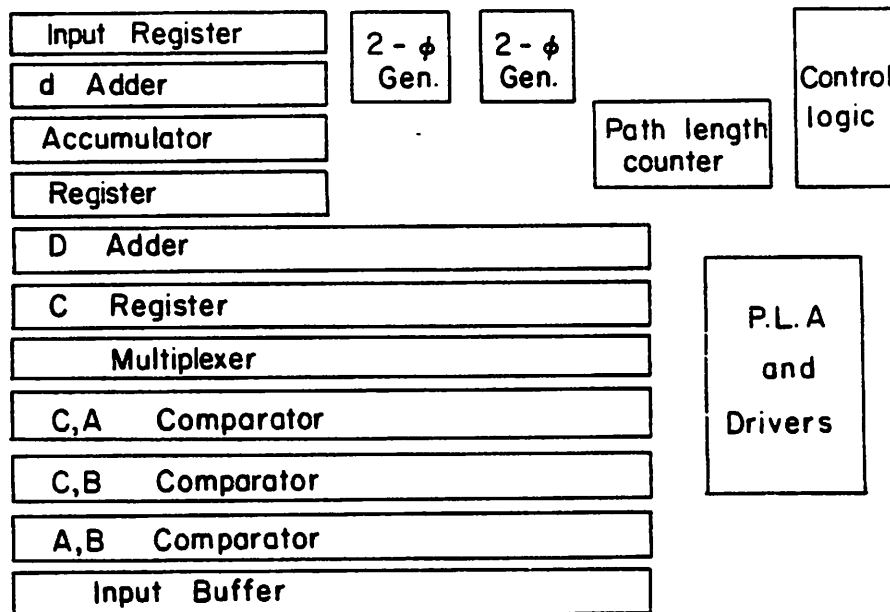 Input Register
d Adder
Accumulator
Register
2 - ϕ
Gen.
2 - ϕ
Gen.
Path length
counter
Control
logic
D Adder
C Register
Multiplexer
C,A Comparator
C,B Comparator
A,B Comparator
Input Buffer
P.L.A
and
Drivers